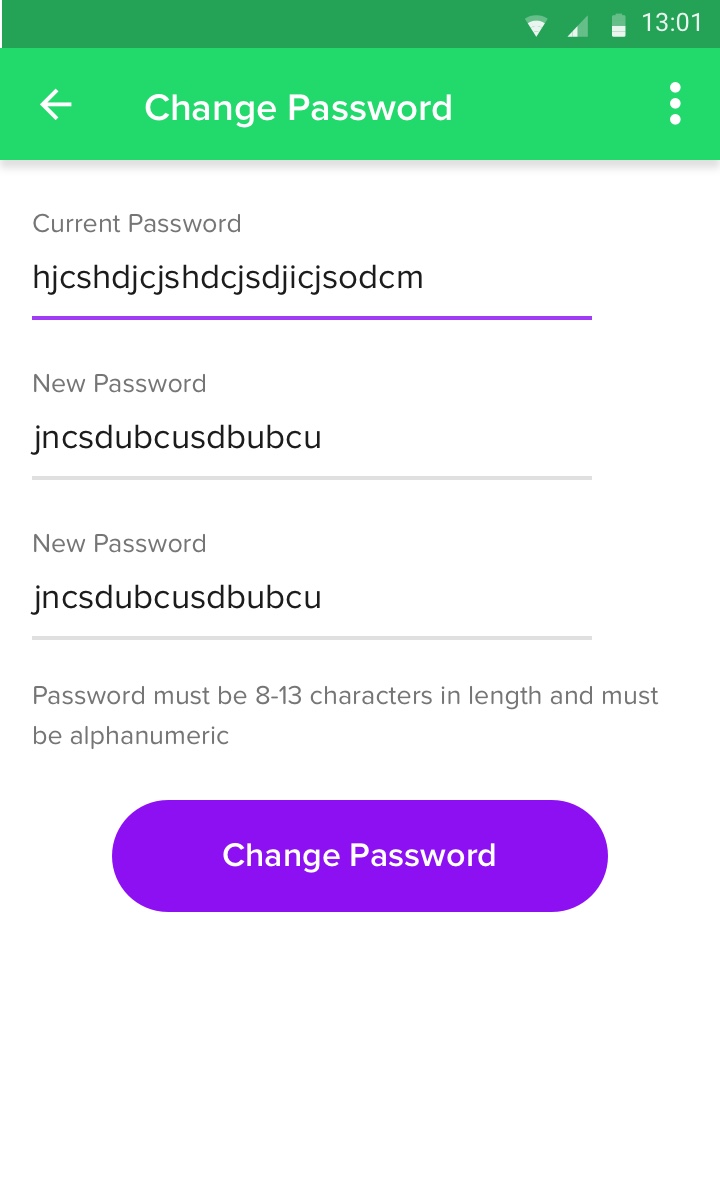 13:01
Change Password
Current Password
hjcshdjcjshdcjsdjicjsodcm
New Password
jncsdubcusdbubcu
New Password
jncsdubcusdbubcu
Password must be 8-13 characters in length and must
be alphanumeric
Change Password